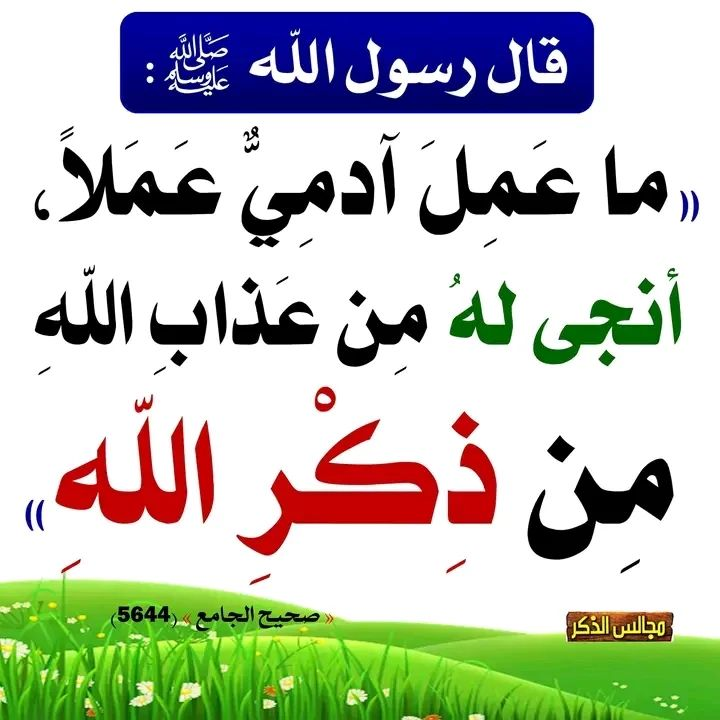 قال رسول الله ﷺ :
(( ما عَمِلَ آدمِيٌّ عَمَلاً،
أنجى لهُ مِن عَذابِ اللّهِ
مِن ذِكْرِ اللّهِ ))
« صحيح الجامع » (5644)
مجالس الذكر